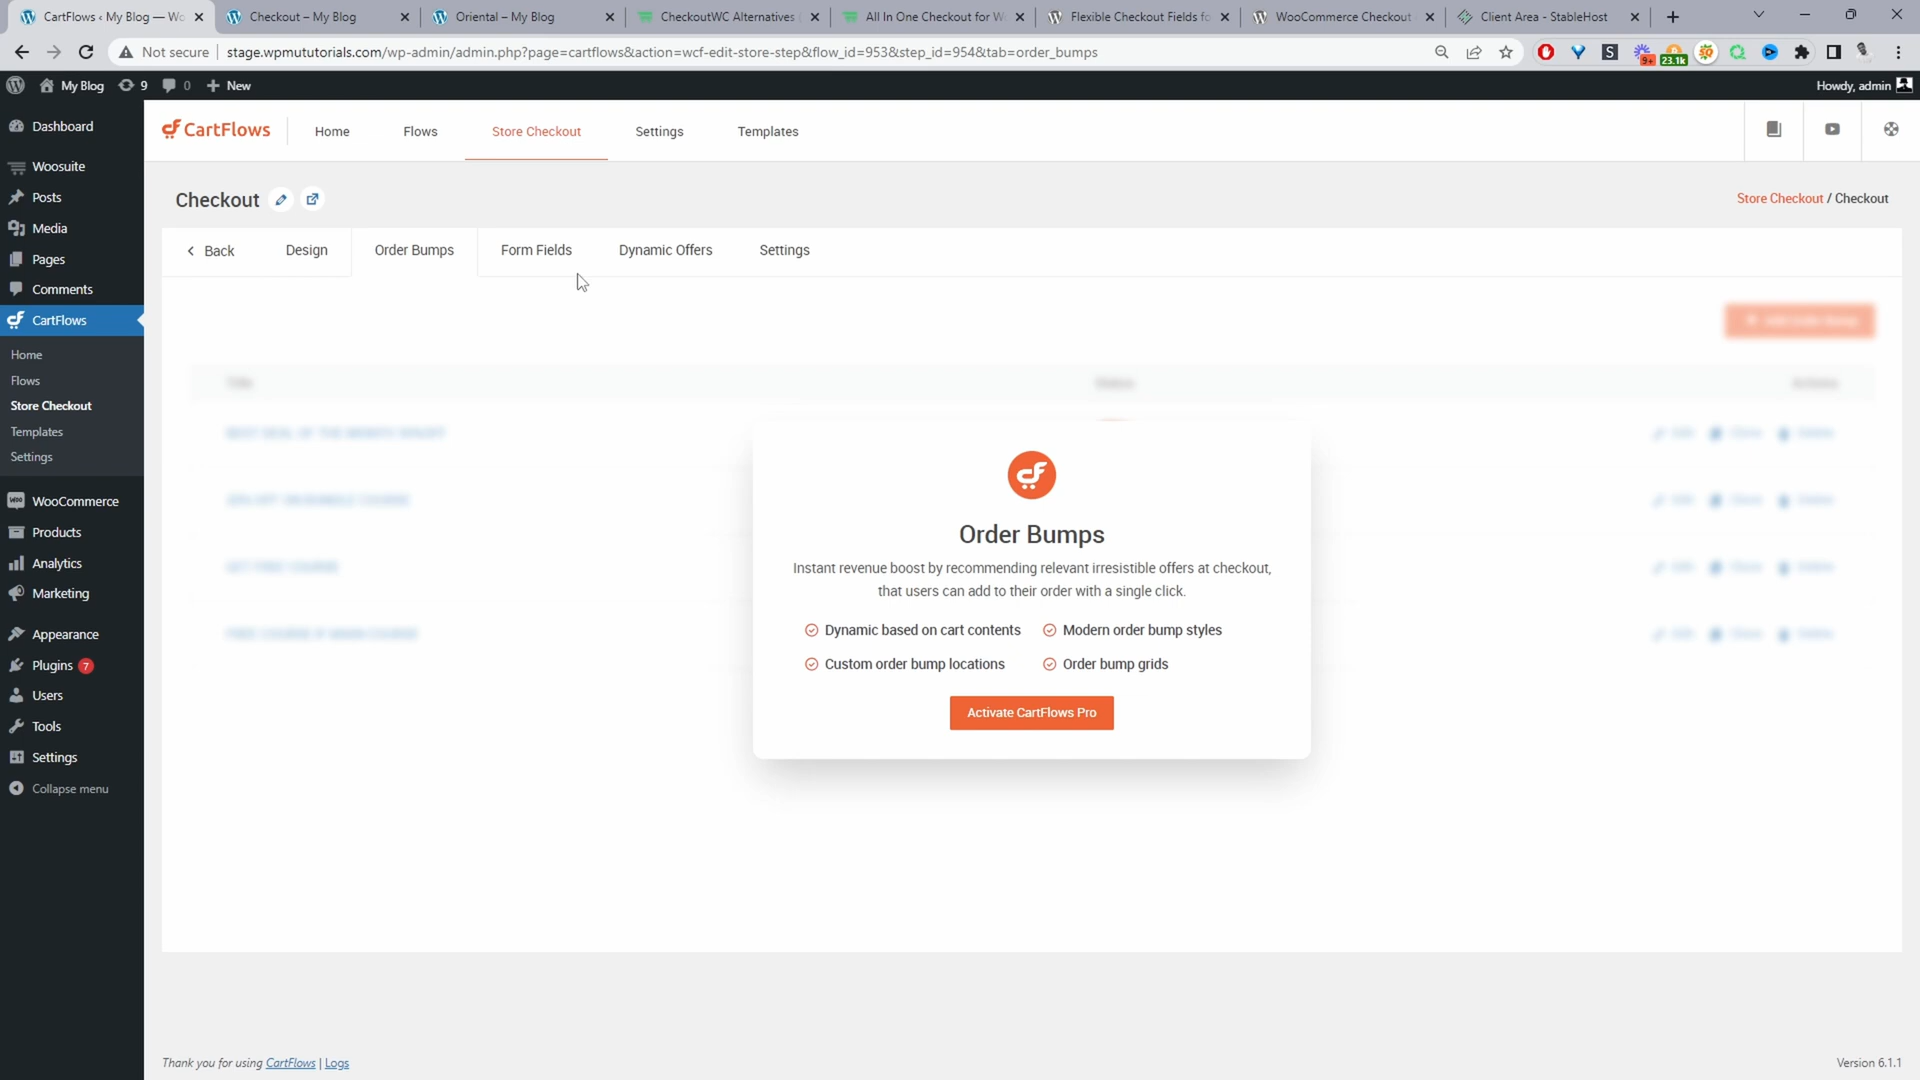 CartFlows ‹ My Blog — Wo
Checkout – My Blog
Oriental – My Blog
CheckoutWC Alternatives
All In One Checkout for W
Flexible Checkout Fields fo
WooCommerce Checkout
Client Area - StableHost
Not secure
stage.wpmututorials.com/wp-admin/admin.php?page=cartflows&action=wcf-edit-store-step&flow_id=953&step_id=954&tab=order_bumps
9+
23.1k
My Blog
9
0
New
Howdy, admin
Dashboard
Woosuite
Posts
Media
Pages
Comments
CartFlows
Home
Flows
Store Checkout
Templates
Settings
WooCommerce
Products
Analytics
Marketing
Appearance
Plugins 7
Users
Tools
Settings
Collapse menu
CartFlows
Home
Flows
Store Checkout
Settings
Templates
Checkout
Store Checkout / Checkout
Back
Design
Order Bumps
Form Fields
Dynamic Offers
Settings
Order Bumps
Instant revenue boost by recommending relevant irresistible offers at checkout,
that users can add to their order with a single click.
Dynamic based on cart contents
Modern order bump styles
Custom order bump locations
Order bump grids
Activate CartFlows Pro
Thank you for using CartFlows | Logs
Version 6.1.1